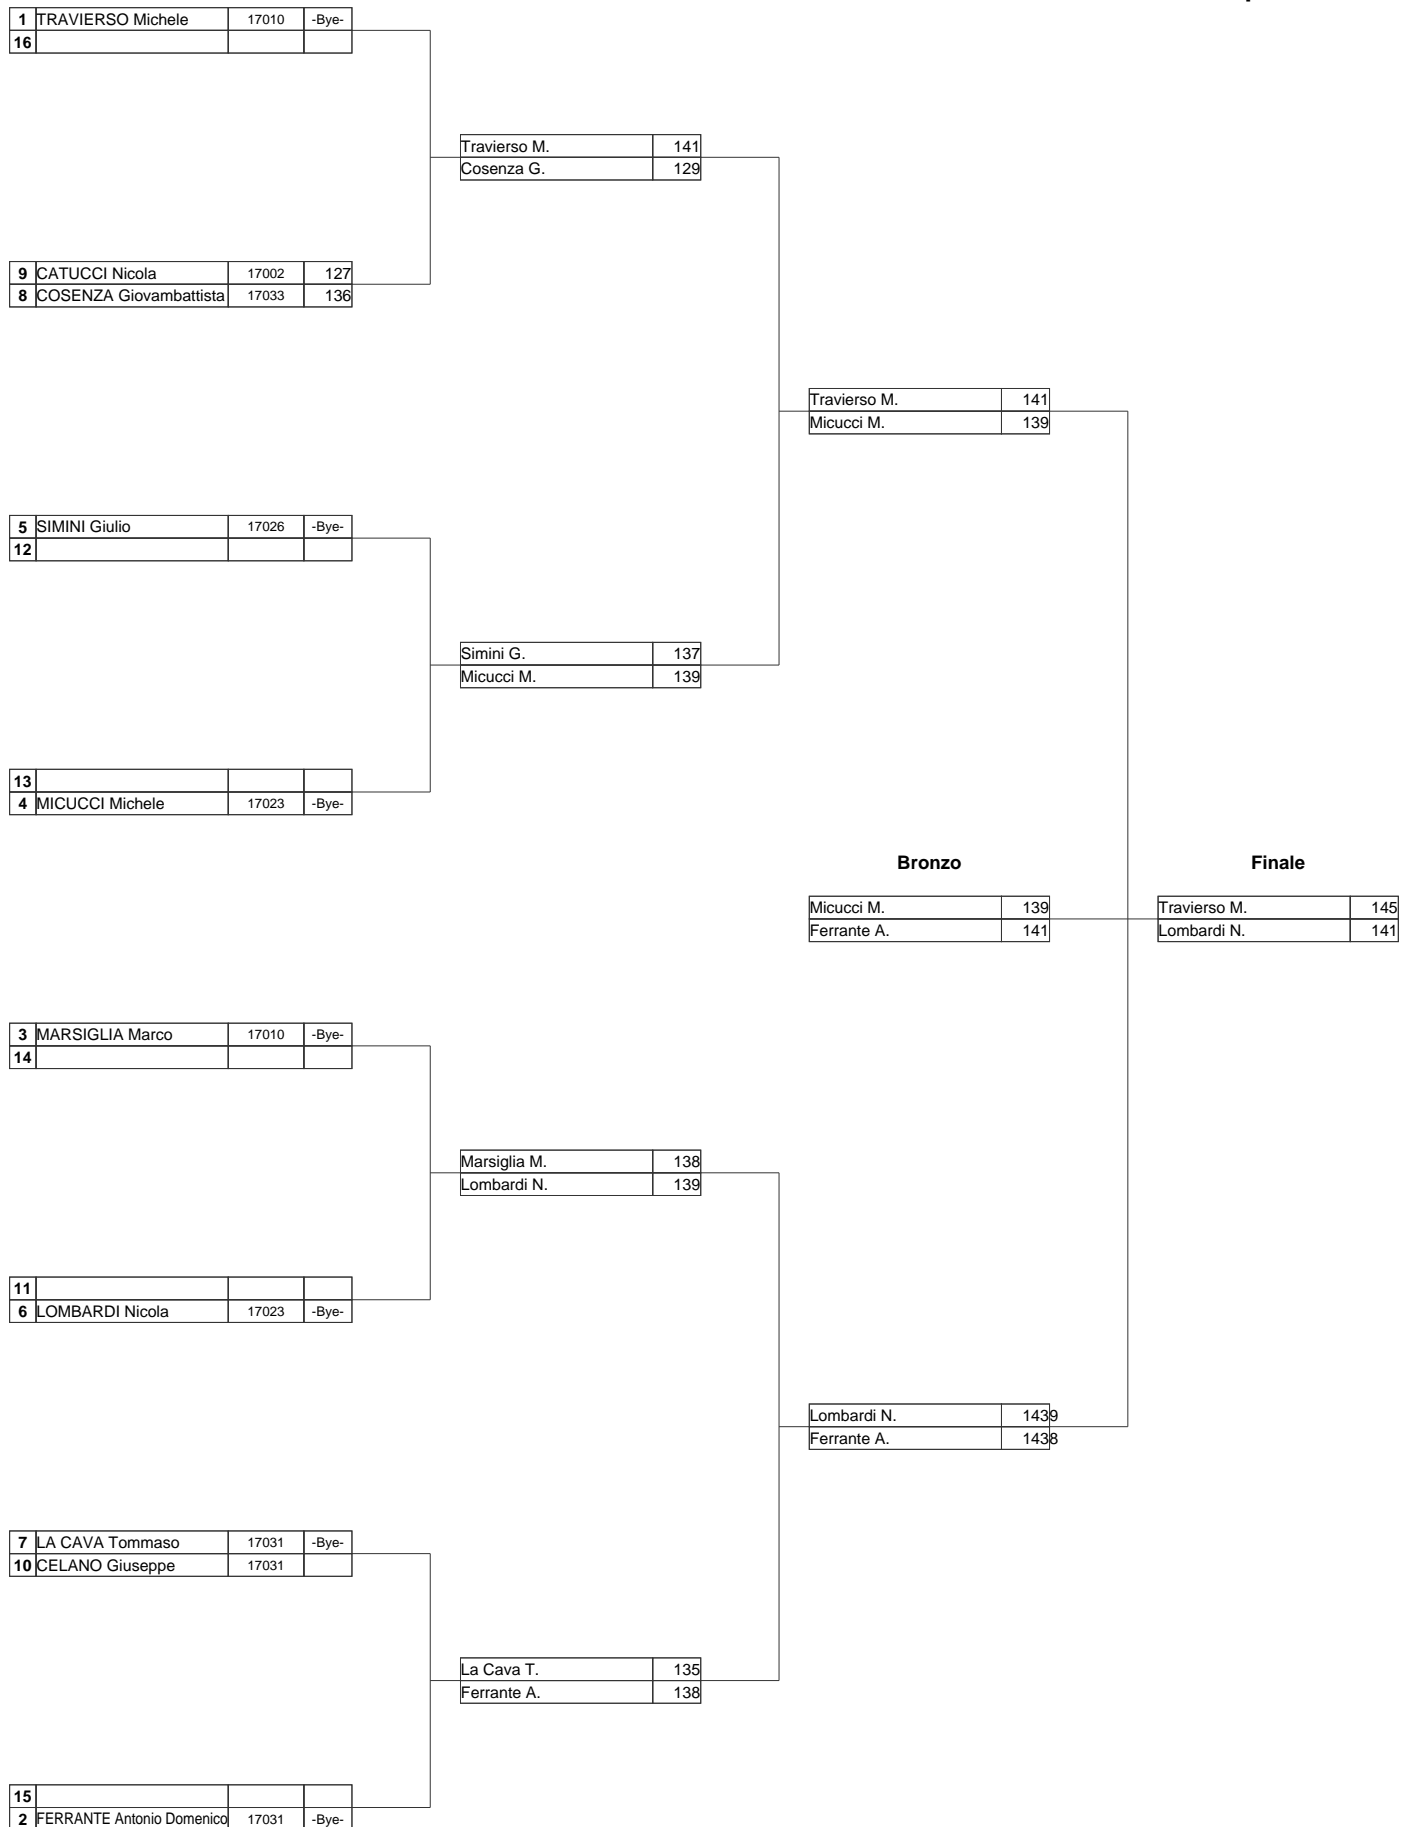 1 TRAVIERSO Michele 17010 -Bye-
16
Travierso M. 141
Cosenza G. 129
9 CATUCCI Nicola 17002 127
8 COSENZA Giovambattista 17033 136
Travierso M. 141
Micucci M. 139
5 SIMINI Giulio 17026 -Bye-
12
Simini G. 137
Micucci M. 139
13
4 MICUCCI Michele 17023 -Bye-
Bronzo Finale
Micucci M. 139 Travierso M. 145
Ferrante A. 141 Lombardi N. 141
3 MARSIGLIA Marco 17010 -Bye-
14
Marsiglia M. 138
Lombardi N. 139
11
6 LOMBARDI Nicola 17023 -Bye-
Lombardi N. 1439
Ferrante A. 1438
7 LA CAVA Tommaso 17031 -Bye-
10 CELANO Giuseppe 17031
La Cava T. 135
Ferrante A. 138
15
2 FERRANTE Antonio Domenico 17031 -Bye-